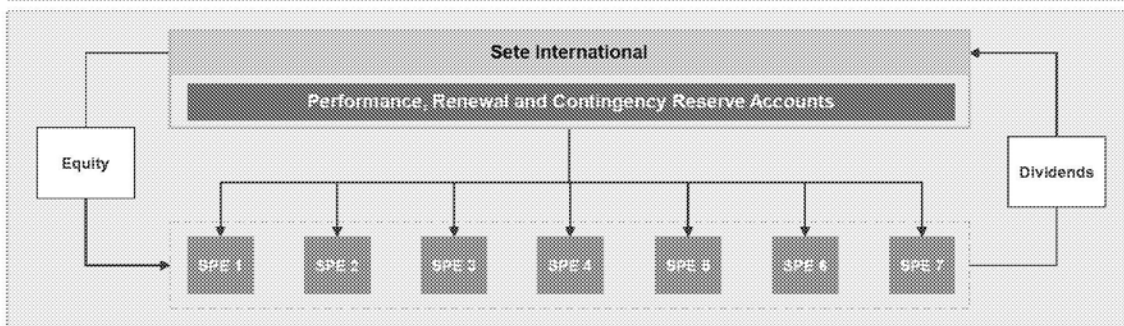 Sete International
Performance, Renewal and Contingency Reserve Accounts
Equity
Dividends
SPE 1
SPE 2
SPE 3
SPE 4
SPE 5
SPE 6
SPE 7